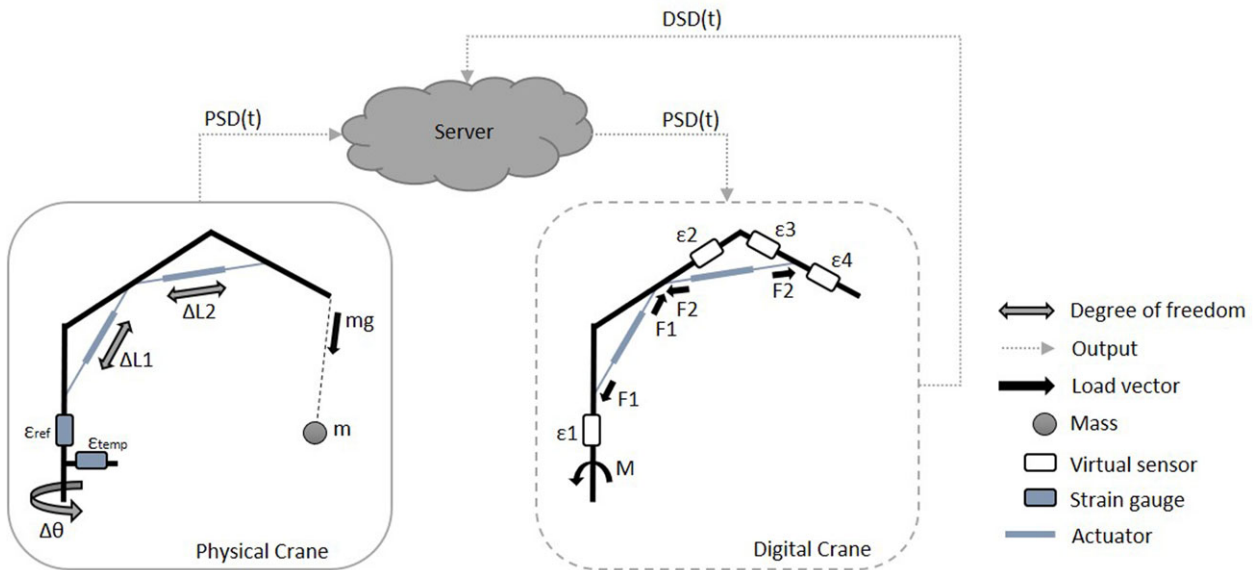 DSD(t)
PSD(t)
Server
PSD(t)
ΔL2
mg
ΔL1
m
εref
εtemp
Δθ
Physical Crane
ε2
ε3
ε4
F2
F2
F1
F1
ε1
M
Digital Crane
Degree of freedom
Output
Load vector
Mass
Virtual sensor
Strain gauge
Actuator